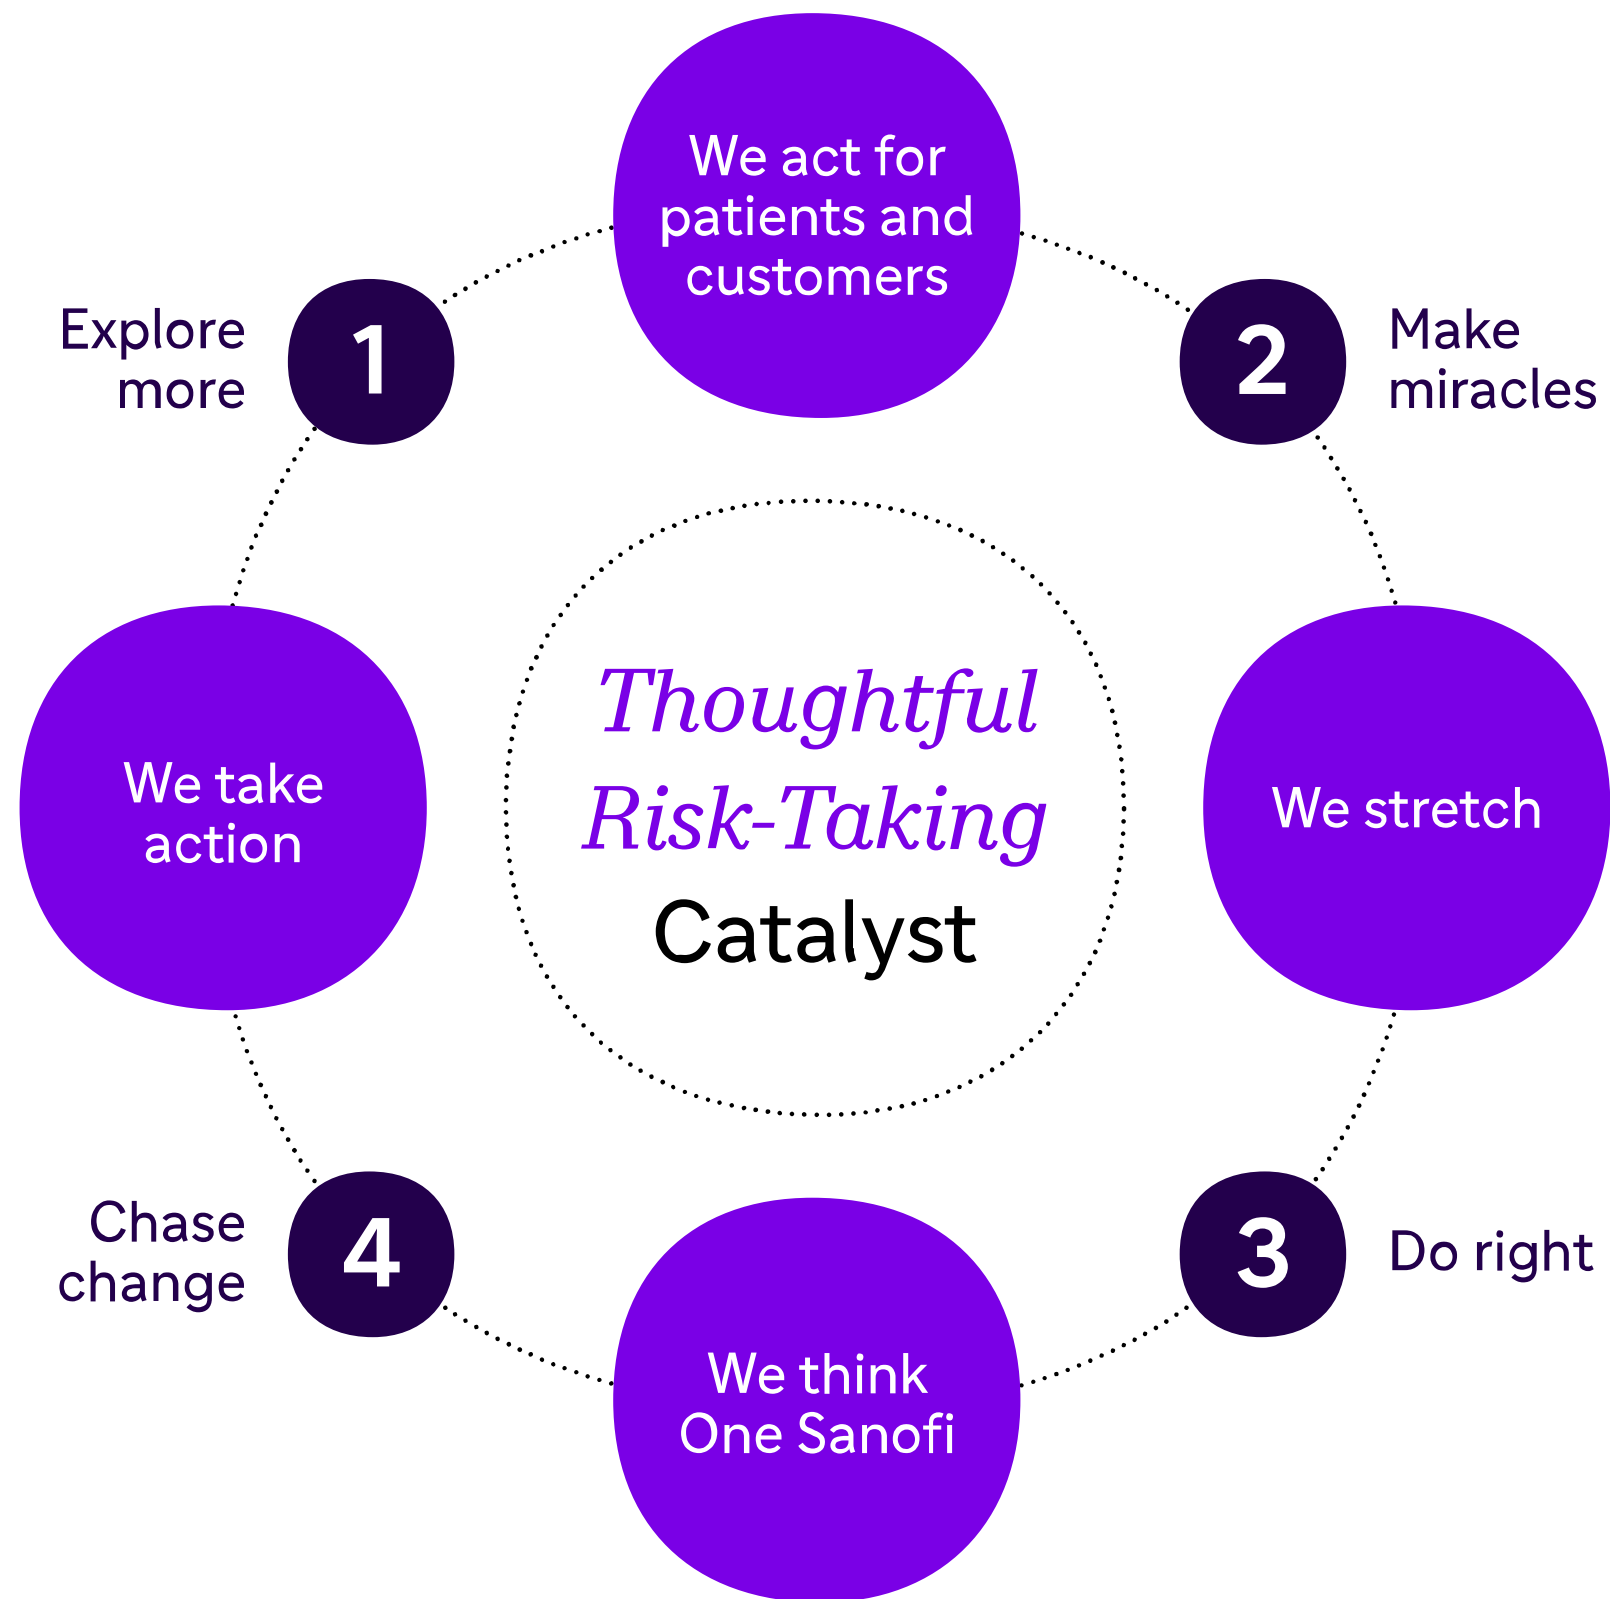 We act for
patients and
customers
Explore
more
1
2
Make
miracles
We take
action
Thoughtful
Risk-Taking
Catalyst
We stretch
Chase
change
4
3
Do right
We think
One Sanofi